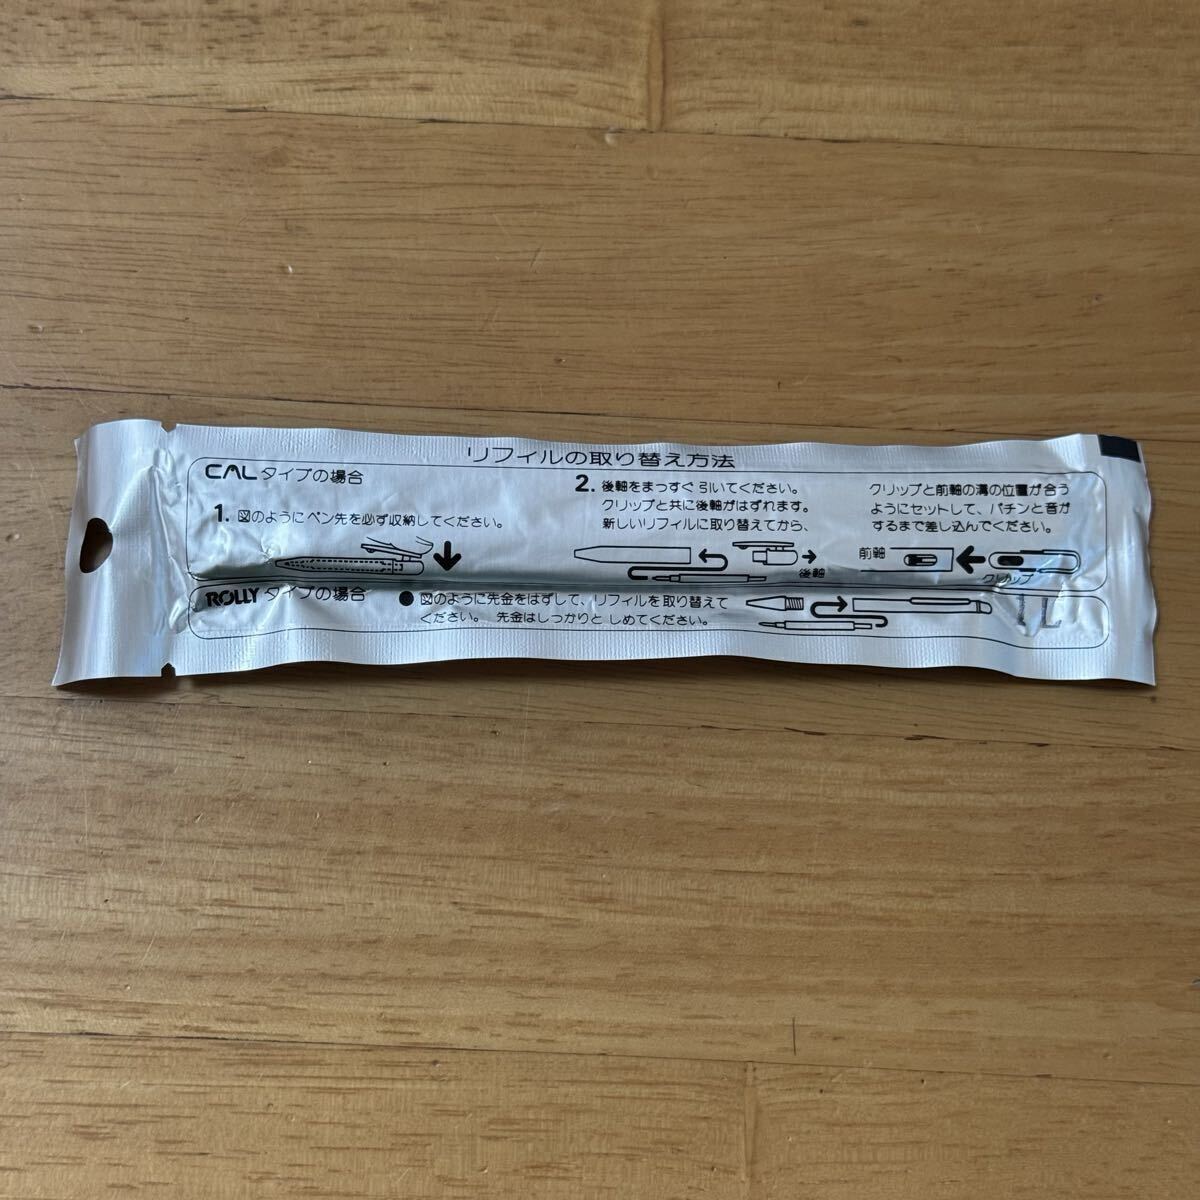 リフィルの取り替え方法
CAL タイプの場合
1. 図のようにペン先を必ず収納してください。
2. 後軸をまっすぐ引いてください。
クリップと共に後軸がはずれます。
新しいリフィルに取り替えてから、
後軸
クリップと前軸の溝の位置が合う
ようにセットして、パチンと音が
するまで差し込んでください。
前軸
クリップ
ROLLY タイプの場合
● 図のように先金をはずして、リフィルを取り替えて
ください。 先金はしっかりと しめてください。